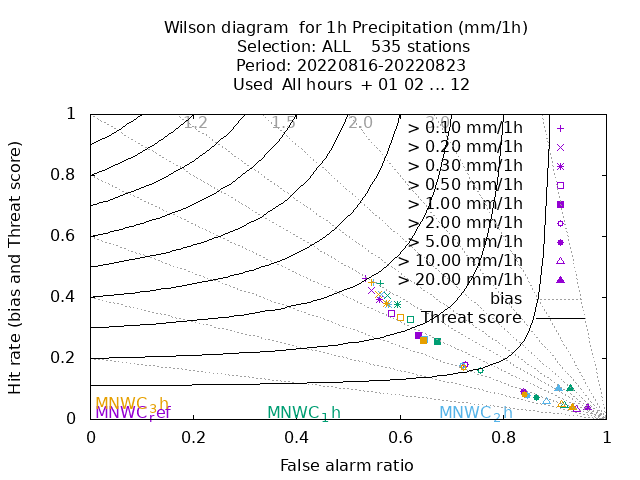 Wilson diagram for 1h Precipitation (mm/1h)
Selection: ALL 535 stations
Period: 20220816-20220823
Used All hours + 01 02 ... 12
Hit rate (bias and Threat score)
1
0.8
0.6
0.4
0.2
0
1.2
1.5
2.0
3.0
> 0.10 mm/1h
> 0.20 mm/1h
> 0.30 mm/1h
> 0.50 mm/1h
> 1.00 mm/1h
> 2.00 mm/1h
> 5.00 mm/1h
> 10.00 mm/1h
> 20.00 mm/1h
bias
Threat score
MNWC_3h
MNWC_ref
MNWC_1h
MNWC_2h
0 0.2 0.4 0.6 0.8 1
False alarm ratio